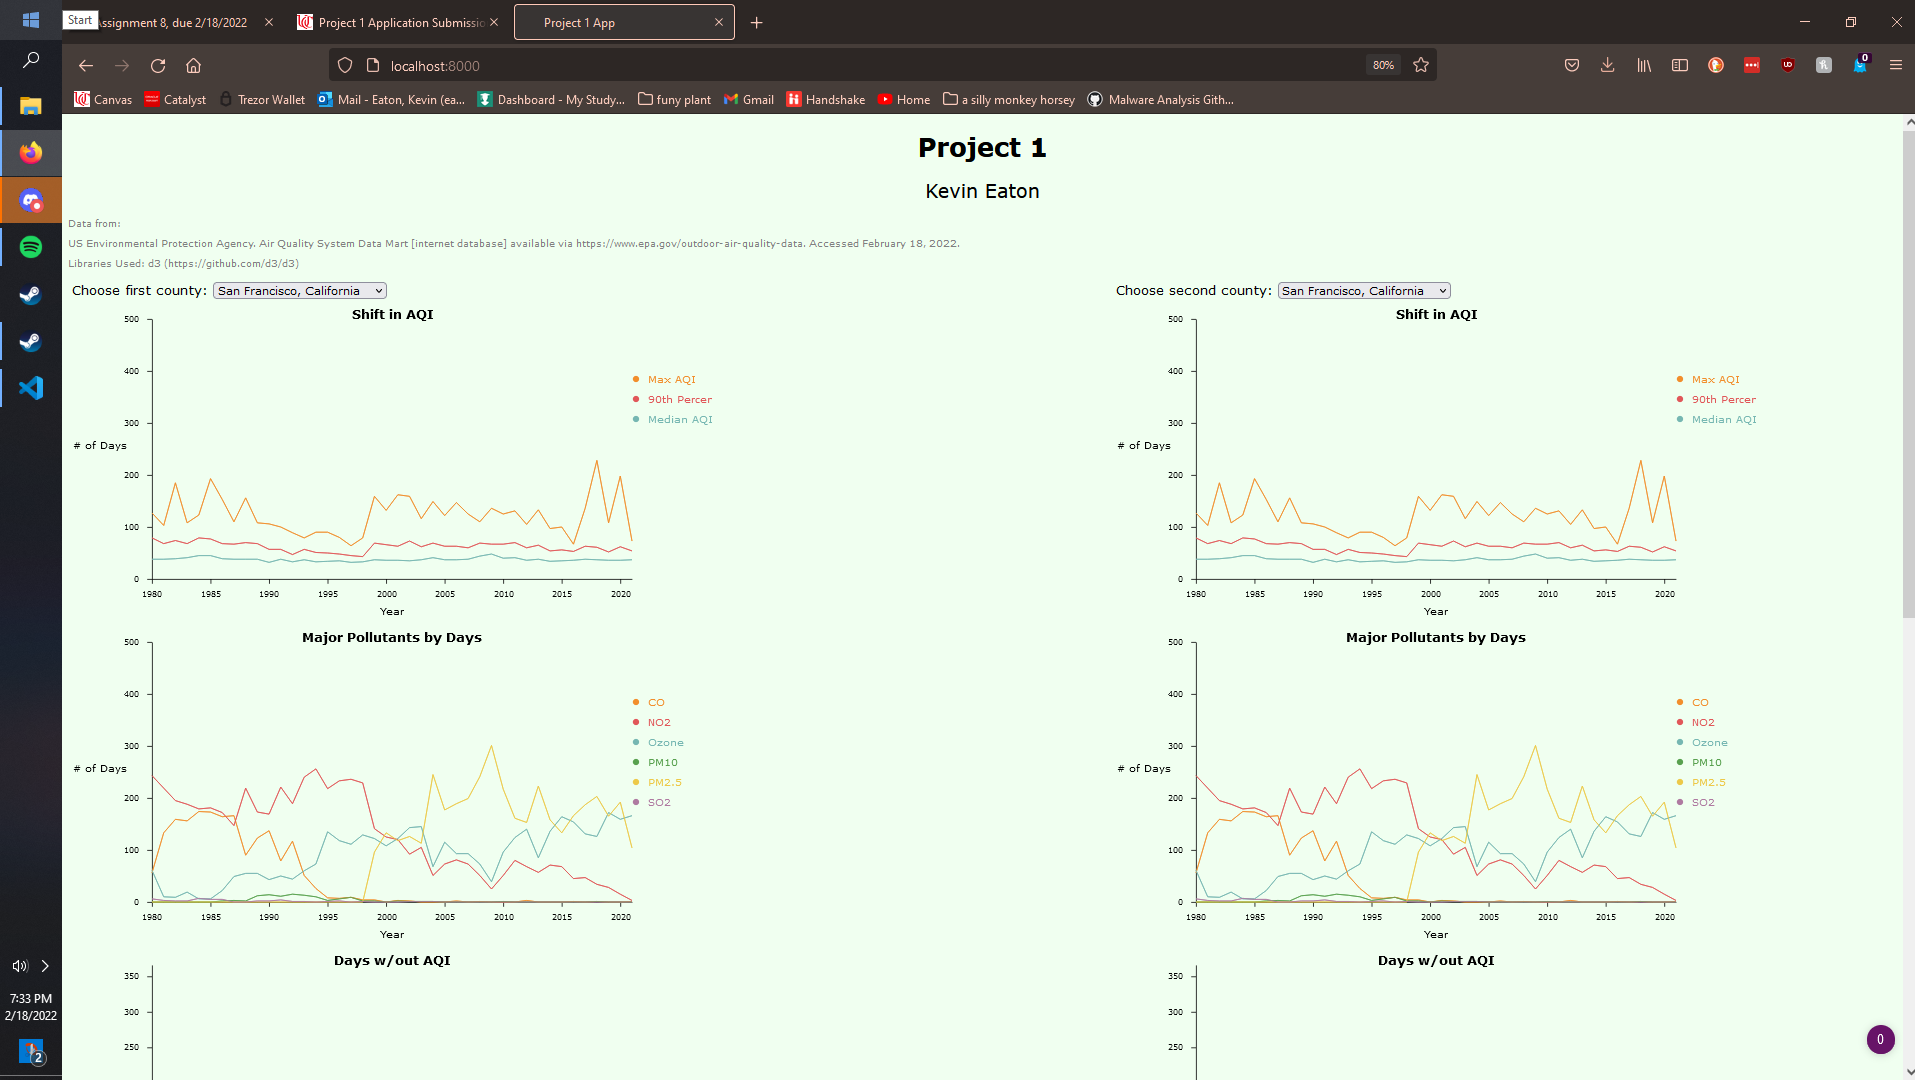 Start
Assignment 8, due 2/18/2022
Project 1 Application Submissio
Project 1 App
localhost:8000
80%
0
Canvas
Catalyst
Trezor Wallet
Mail - Eaton, Kevin (ea...
Dashboard - My Study...
funy plant
Gmail
Handshake
Home
a silly monkey horsey
Malware Analysis Gith...
Project 1
Kevin Eaton
Data from:
US Environmental Protection Agency. Air Quality System Data Mart [internet database] available via https://www.epa.gov/outdoor-air-quality-data. Accessed February 18, 2022.
Libraries Used: d3 (https://github.com/d3/d3)
Choose first county: San Francisco, California
Shift in AQI
500
400
300
# of Days
200
100
0
1980 1985 1990 1995 2000 2005 2010 2015 2020
Year
Max AQI
90th Percer
Median AQI
Major Pollutants by Days
500
400
300
# of Days
200
100
0
1980 1985 1990 1995 2000 2005 2010 2015 2020
Year
CO
NO2
Ozone
PM10
PM2.5
SO2
Days w/out AQI
350
300
250
Choose second county: San Francisco, California
Shift in AQI
500
400
300
# of Days
200
100
0
1980 1985 1990 1995 2000 2005 2010 2015 2020
Year
Max AQI
90th Percer
Median AQI
Major Pollutants by Days
500
400
300
# of Days
200
100
0
1980 1985 1990 1995 2000 2005 2010 2015 2020
Year
CO
NO2
Ozone
PM10
PM2.5
SO2
Days w/out AQI
350
300
250
0
7:33 PM
2/18/2022
2